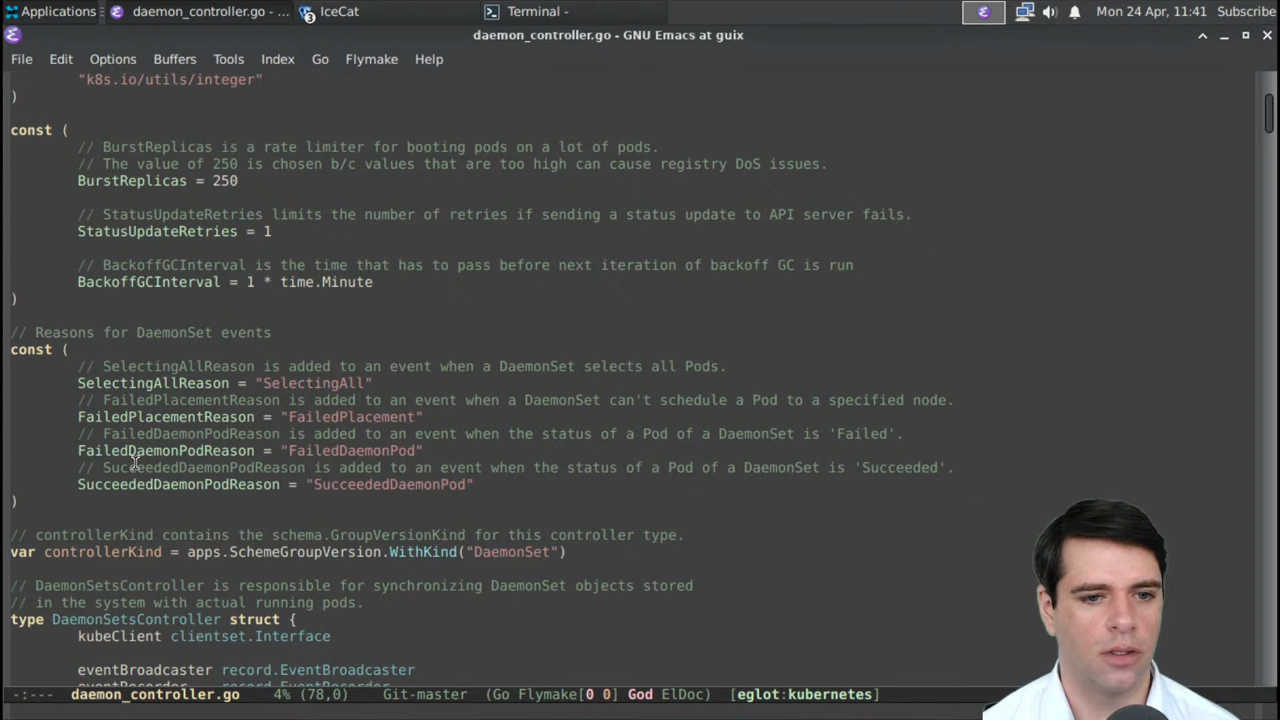 Applications
daemon_controller.go - ...
IceCat
3
Terminal -
Mon 24 Apr, 11:41
Subscribe
daemon_controller.go - GNU Emacs at guix
File Edit Options Buffers Tools Index Go Flymake Help
"k8s.io/utils/integer"
)
const (
// BurstReplicas is a rate limiter for booting pods on a lot of pods.
// The value of 250 is chosen b/c values that are too high can cause registry DoS issues.
BurstReplicas = 250
// StatusUpdateRetries limits the number of retries if sending a status update to API server fails.
StatusUpdateRetries = 1
// BackoffGCInterval is the time that has to pass before next iteration of backoff GC is run
BackoffGCInterval = 1 * time.Minute
)
// Reasons for DaemonSet events
const (
// SelectingAllReason is added to an event when a DaemonSet selects all Pods.
SelectingAllReason = "SelectingAll"
// FailedPlacementReason is added to an event when a DaemonSet can't schedule a Pod to a specified node.
FailedPlacementReason = "FailedPlacement"
// FailedDaemonPodReason is added to an event when the status of a Pod of a DaemonSet is 'Failed'.
FailedDaemonPodReason = "FailedDaemonPod"
// SucceededDaemonPodReason is added to an event when the status of a Pod of a DaemonSet is 'Succeeded'.
SucceededDaemonPodReason = "SucceededDaemonPod"
)
// controllerKind contains the schema.GroupVersionKind for this controller type.
var controllerKind = apps.SchemeGroupVersion.WithKind("DaemonSet")
// DaemonSetsController is responsible for synchronizing DaemonSet objects stored
// in the system with actual running pods.
type DaemonSetsController struct {
kubeClient clientset.Interface
eventBroadcaster record.EventBroadcaster
eventRecorder record.EventRecorder
-:--- daemon_controller.go 4% (78,0) Git-master (Go Flymake[0 0] God ElDoc) [eglot:kubernetes]